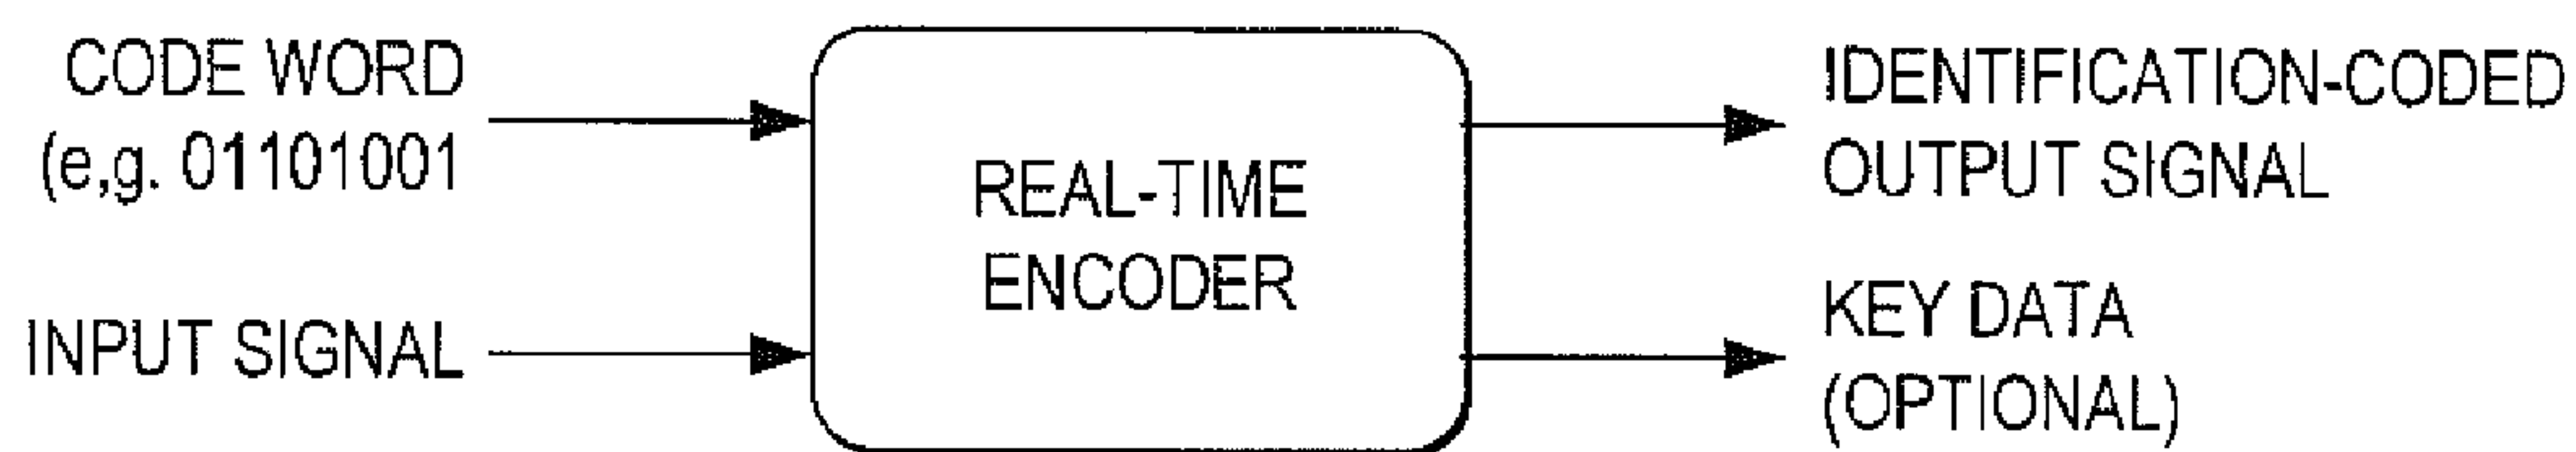 CODE WORD
(e,g. 01101001
INPUT SIGNAL
REAL-TIME
ENCODER
IDENTIFICATION-CODED
OUTPUT SIGNAL
KEY DATA
(OPTIONAL)